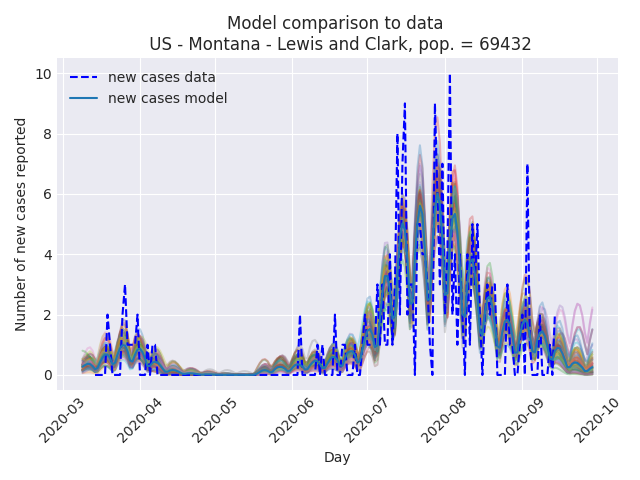 Model comparison to data
US - Montana - Lewis and Clark, pop. = 69432
new cases data
new cases model
Number of new cases reported
10
8
6
4
2
0
2020-03
2020-04
2020-05
2020-06
2020-07
2020-08
2020-09
2020-10
Day